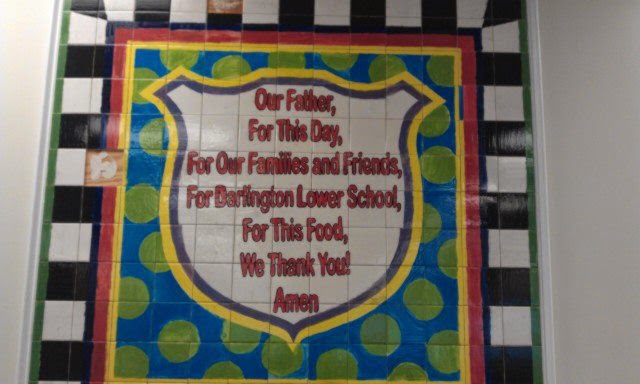 Our Father,
For This Day,
For Our Families and Friends,
For Darlington Lower School,
For This Food,
We Thank You!
Amen